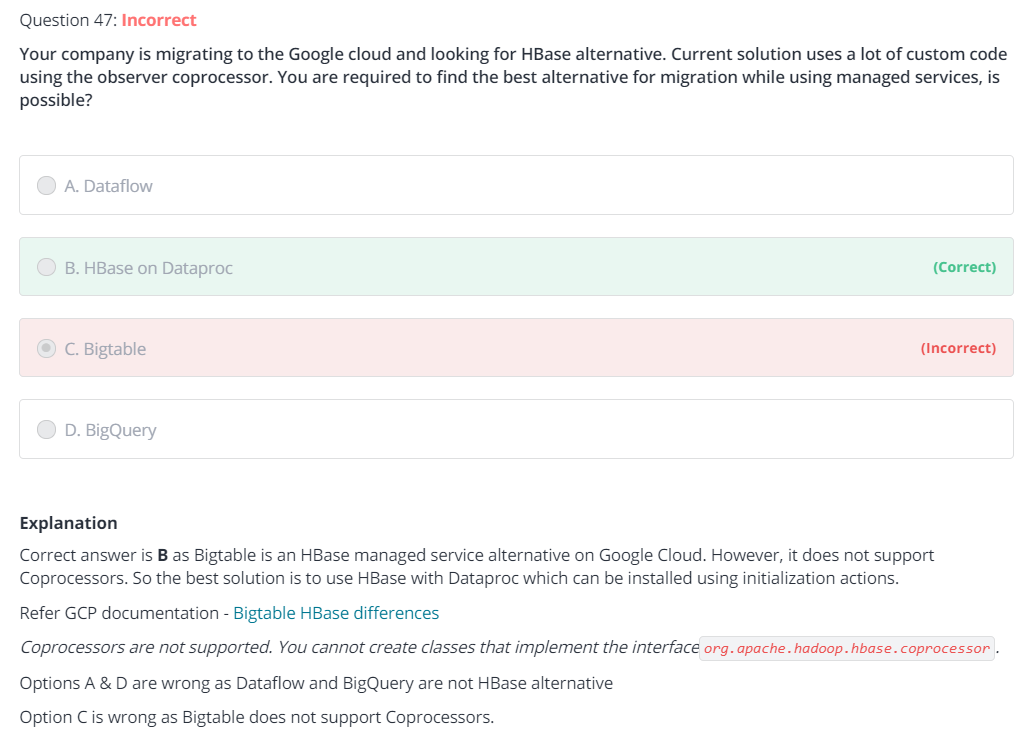 Question 47: Incorrect
Your company is migrating to the Google cloud and looking for HBase alternative. Current solution uses a lot of custom code
using the observer coprocessor. You are required to find the best alternative for migration while using managed services, is
possible?
A. Dataflow
B. HBase on Dataproc (Correct)
C. Bigtable (Incorrect)
D. BigQuery
Explanation
Correct answer is B as Bigtable is an HBase managed service alternative on Google Cloud. However, it does not support
Coprocessors. So the best solution is to use HBase with Dataproc which can be installed using initialization actions.
Refer GCP documentation - Bigtable HBase differences
Coprocessors are not supported. You cannot create classes that implement the interface org.apache.hadoop.hbase.coprocessor.
Options A & D are wrong as Dataflow and BigQuery are not HBase alternative
Option C is wrong as Bigtable does not support Coprocessors.